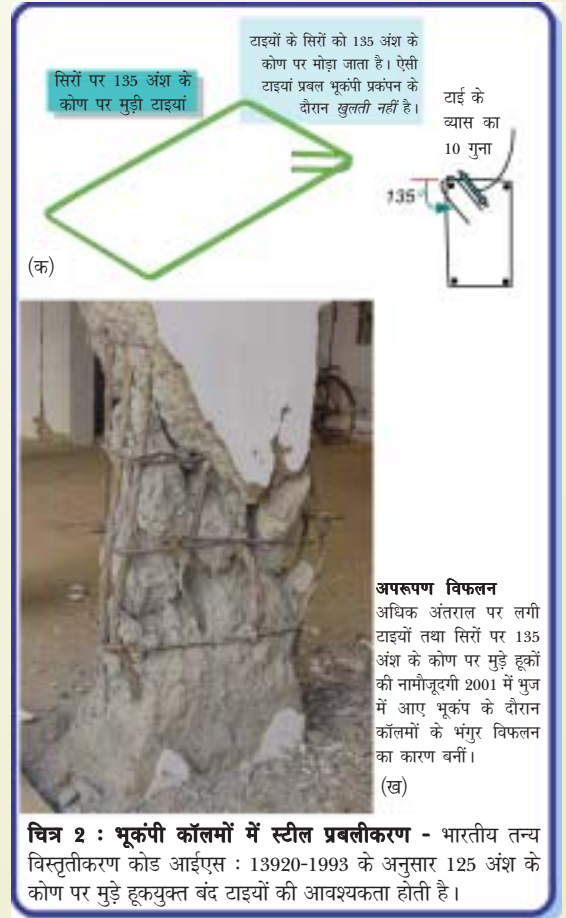 टाइयों के सिरों को 135 अंश के
कोण पर मोड़ा जाता है। ऐसी
टाइयां प्रबल भूकंपी प्रकंपन के
दौरान खुलती नहीं है।
सिरों पर 135 अंश के
कोण पर मुड़ी टाइयां
टाई के
व्यास का
10 गुना
135
(क)
अपरूपण विफलन
अधिक अंतराल पर लगी
टाइयों तथा सिरों पर 135
अंश के कोण पर मुड़े हूकों
की नामौजूदगी 2001 में भुज
में आए भूकंप के दौरान
कॉलमों के भंगुर विफलन
का कारण बनीं।
(ख)
चित्र 2 : भूकंपी कॉलमों में स्टील प्रबलीकरण - भारतीय तन्य
विस्तृतीकरण कोड आईएस : 13920-1993 के अनुसार 125 अंश के
कोण पर मुड़े हूकयुक्त बंद टाइयों की आवश्यकता होती है।